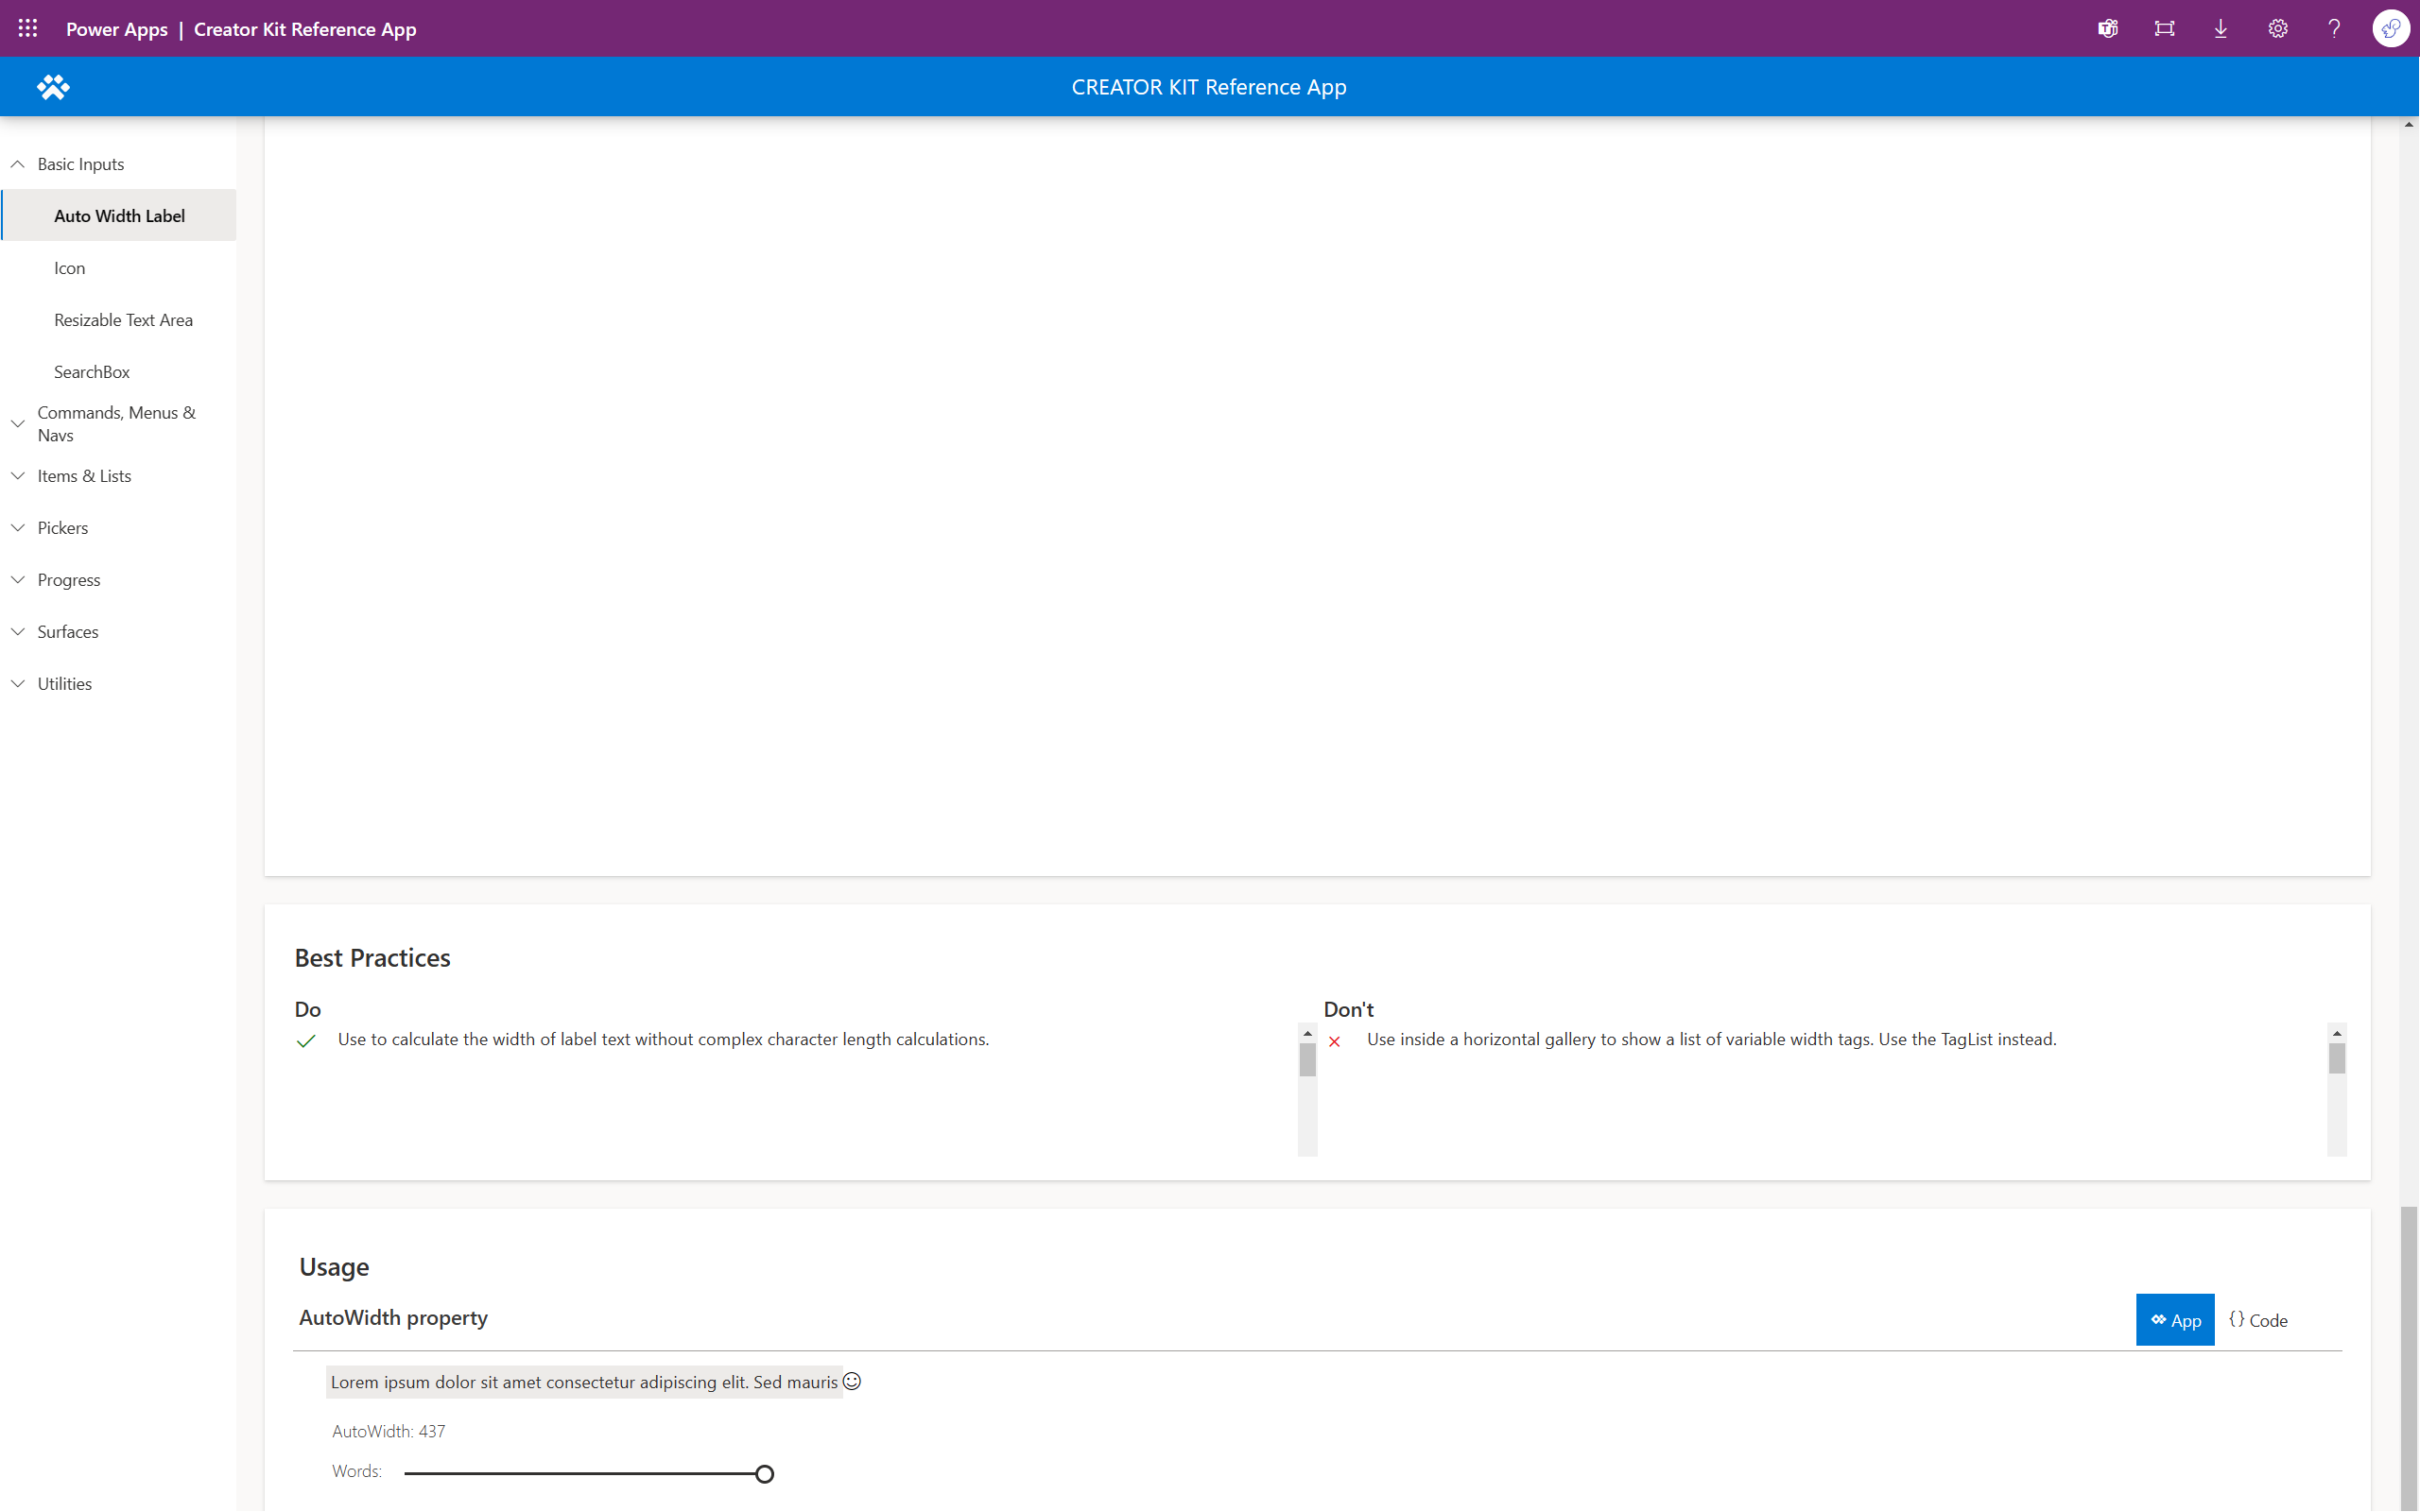 Power Apps | Creator Kit Reference App
CREATOR KIT Reference App
Basic Inputs
Auto Width Label
Icon
Resizable Text Area
SearchBox
Commands, Menus &
Navs
Items & Lists
Pickers
Progress
Surfaces
Utilities
Best Practices
Do
Use to calculate the width of label text without complex character length calculations.
Don't
Use inside a horizontal gallery to show a list of variable width tags. Use the TagList instead.
Usage
AutoWidth property
App
{} Code
Lorem ipsum dolor sit amet consectetur adipiscing elit. Sed mauris
AutoWidth: 437
Words: